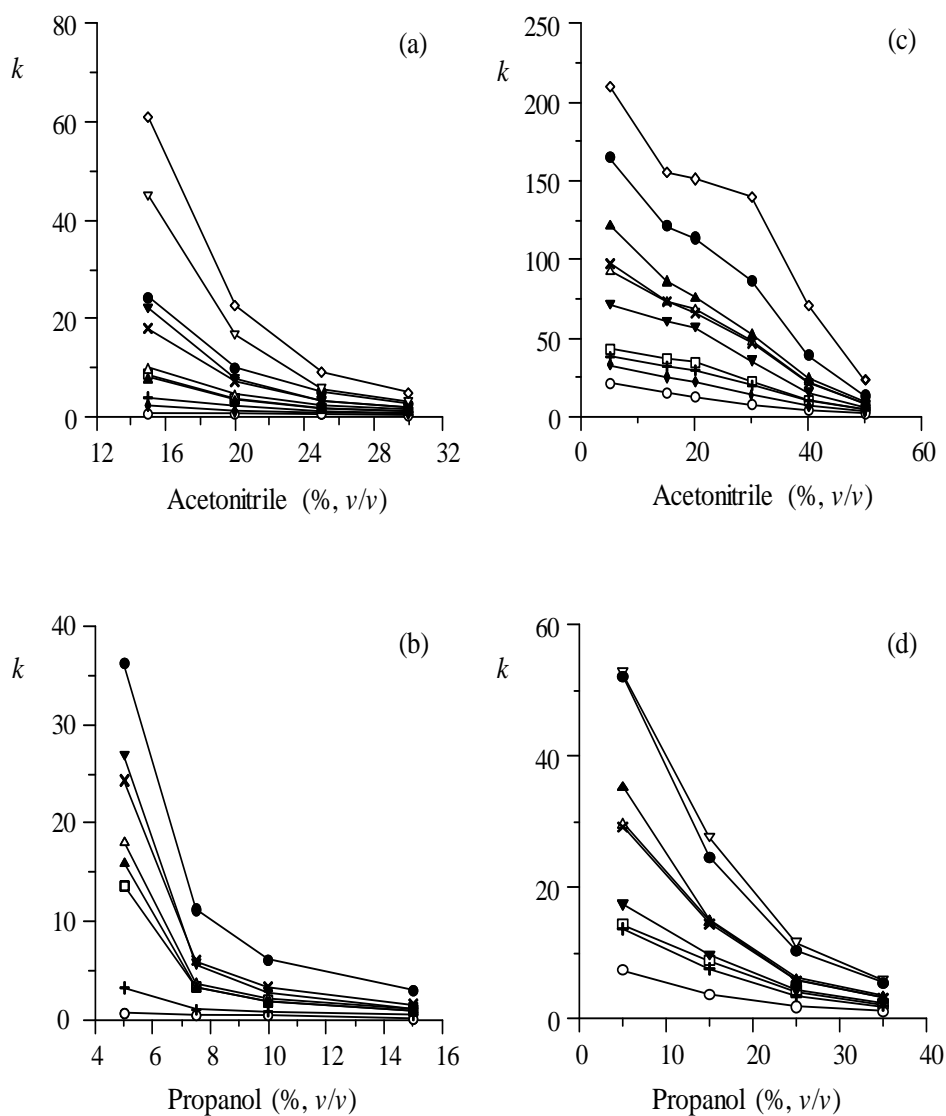 (a)
k
80
60
40
20
0
12 16 20 24 28 32
Acetonitrile (%, v/v)
(c)
k
250
200
150
100
50
0
0 20 40 60
Acetonitrile (%, v/v)
(b)
k
40
30
20
10
0
4 6 8 10 12 14 16
Propanol (%, v/v)
(d)
k
60
40
20
0
0 10 20 30 40
Propanol (%, v/v)